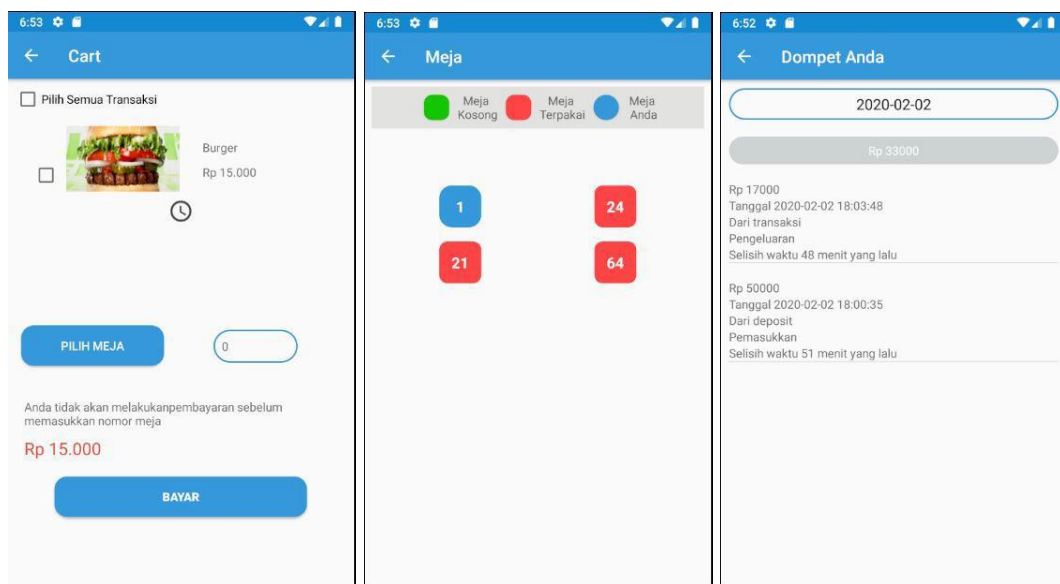 6:53
Cart
Pilih Semua Transaksi
Burger
Rp 15.000
PILIH MEJA
0
Anda tidak akan melakukanpembayaran sebelum
memasukkan nomor meja
Rp 15.000
BAYAR
6:53
Meja
Meja
Kosong
Meja
Terpakai
Meja
Anda
1
24
21
64
6:52
Dompet Anda
2020-02-02
Rp 33000
Rp 17000
Tanggal 2020-02-02 18:03:48
Dari transaksi
Pengeluaran
Selisih waktu 48 menit yang lalu
Rp 50000
Tanggal 2020-02-02 18:00:35
Dari deposit
Pemasukkan
Selisih waktu 51 menit yang lalu